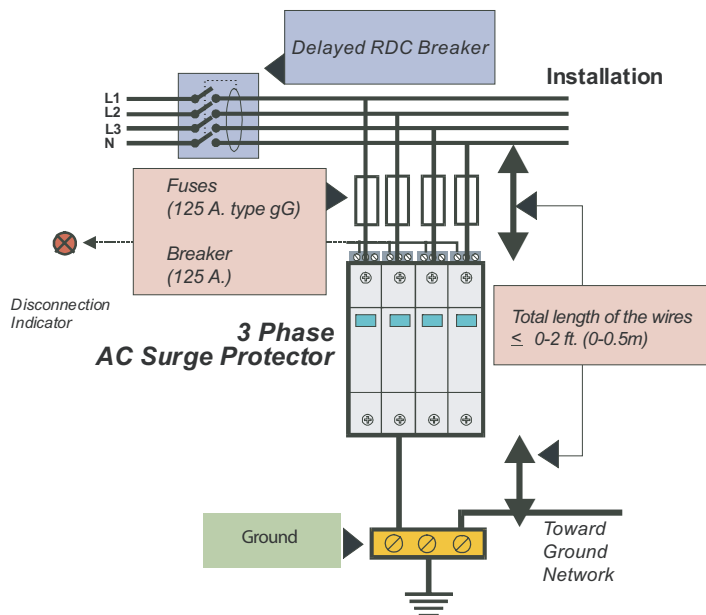 Delayed RDC Breaker
Installation
L1
L2
L3
N
Fuses
(125 A. type gG)
Breaker
(125 A.)
Disconnection
Indicator
3 Phase
AC Surge Protector
Total length of the wires
≤ 0-2 ft. (0-0.5m)
Ground
Toward
Ground
Network